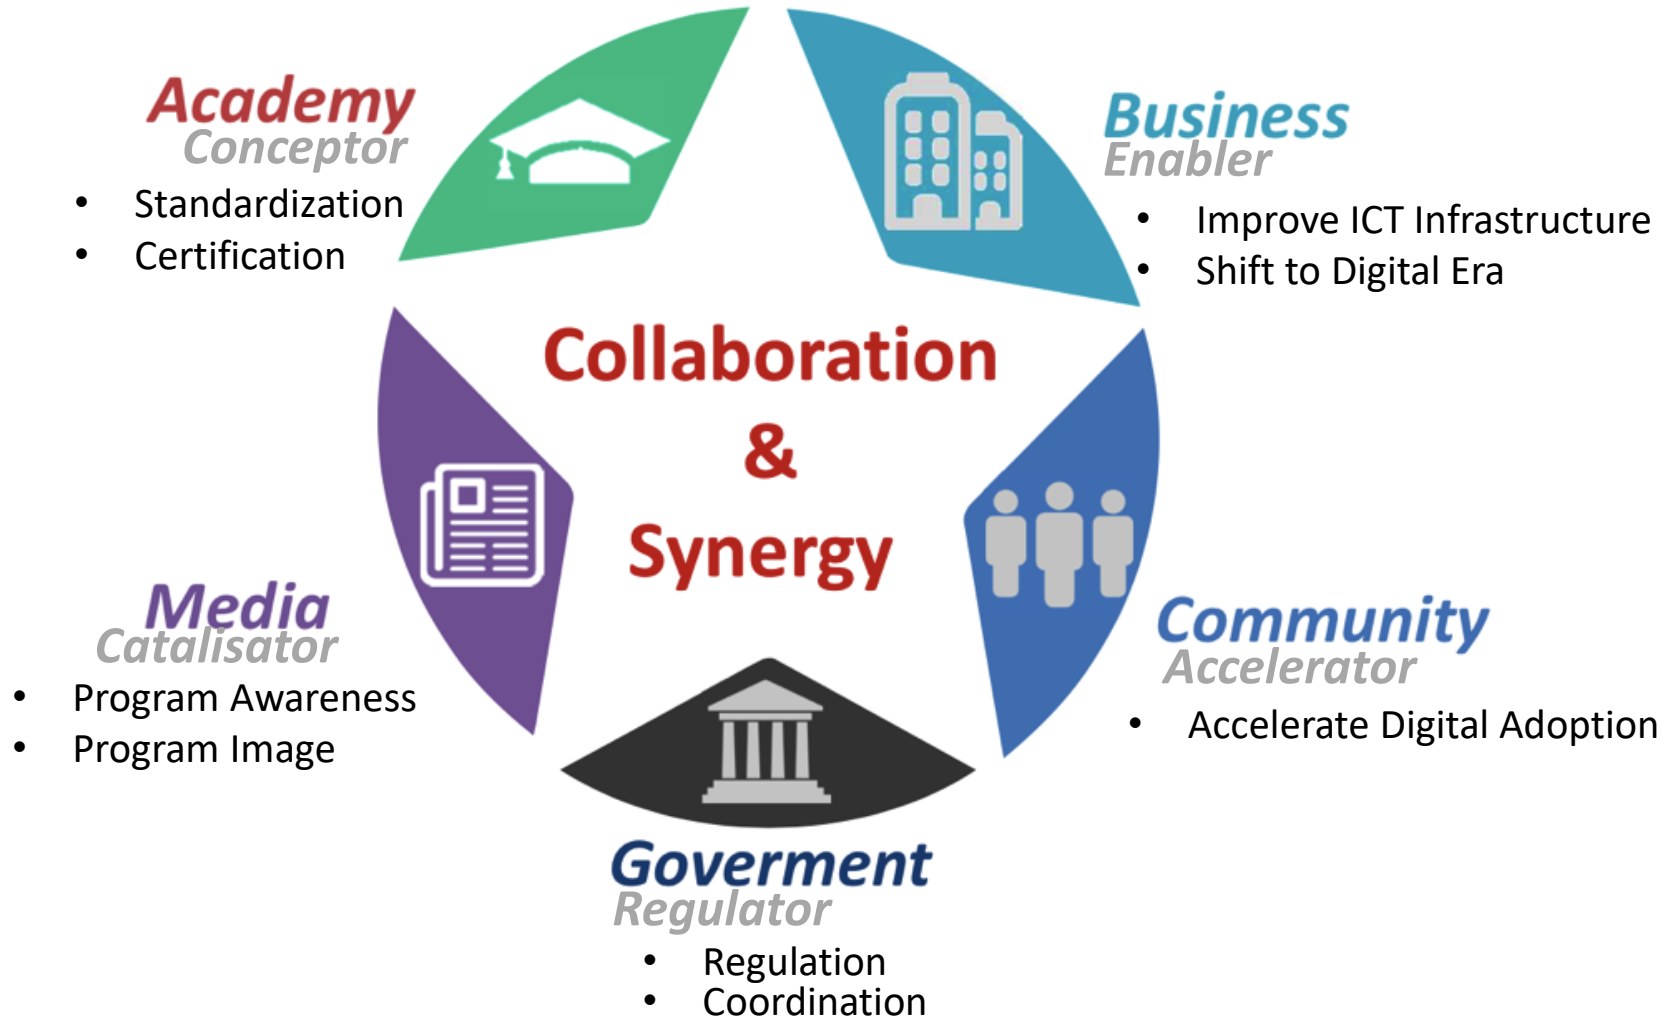 Academy
Conceptor
• Standardization
• Certification
Business
Enabler
• Improve ICT Infrastructure
• Shift to Digital Era
Collaboration
&
Synergy
Media
Catalisator
• Program Awareness
• Program Image
Community
Accelerator
• Accelerate Digital Adoption
Goverment
Regulator
• Regulation
• Coordination